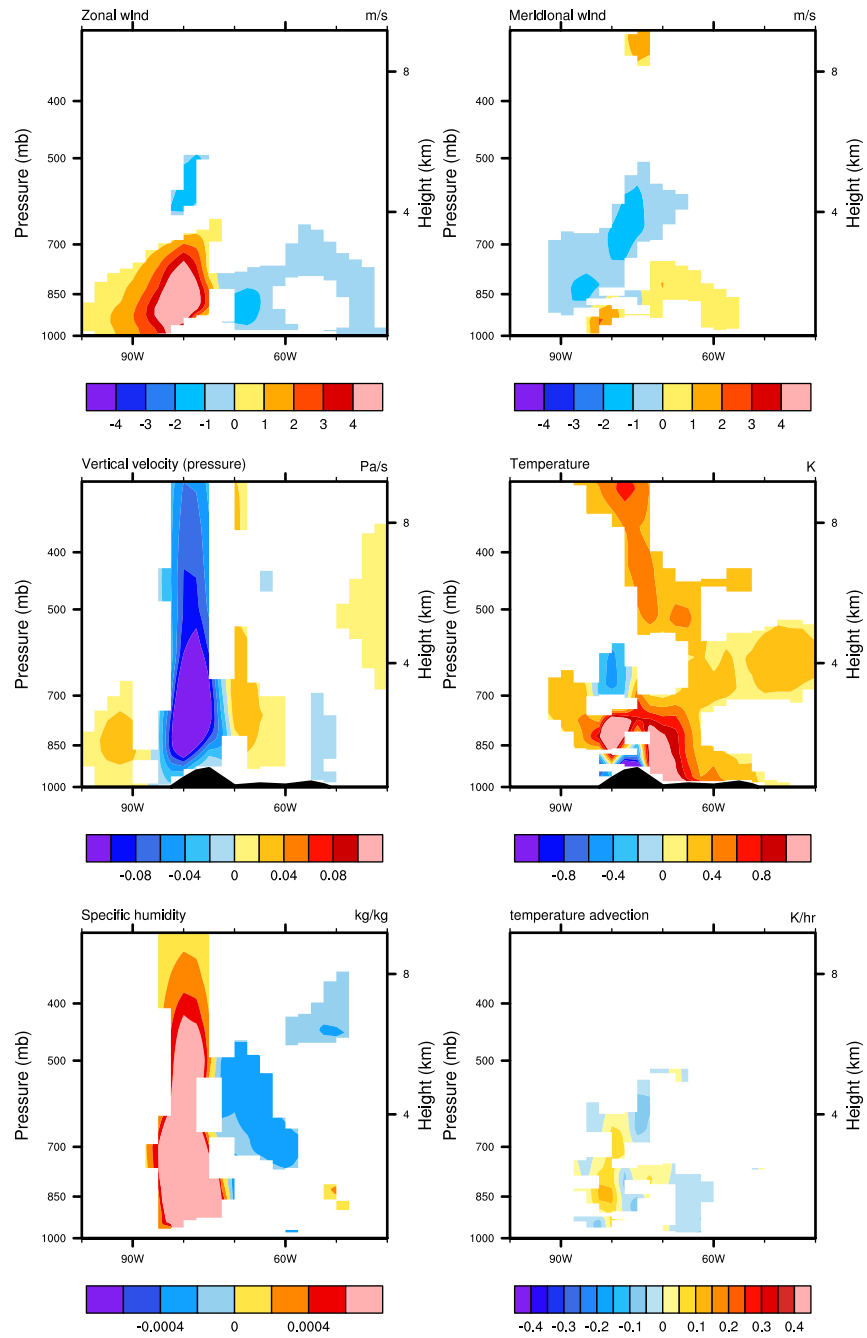 Zonal wind m/s
Pressure (mb)
400
500
700
850
1000
8
4
Height (km)
90W 60W
-4 -3 -2 -1 0 1 2 3 4
Meridional wind m/s
Pressure (mb)
400
500
700
850
1000
8
4
Height (km)
90W 60W
-4 -3 -2 -1 0 1 2 3 4
Vertical velocity (pressure) Pa/s
Pressure (mb)
400
500
700
850
1000
8
4
Height (km)
90W 60W
-0.08 -0.04 0 0.04 0.08
Temperature K
Pressure (mb)
400
500
700
850
1000
8
4
Height (km)
90W 60W
-0.8 -0.4 0 0.4 0.8
Specific humidity kg/kg
Pressure (mb)
400
500
700
850
1000
8
4
Height (km)
90W 60W
-0.0004 0 0.0004
temperature advection K/hr
Pressure (mb)
400
500
700
850
1000
8
4
Height (km)
90W 60W
-0.4 -0.3 -0.2 -0.1 0 0.1 0.2 0.3 0.4